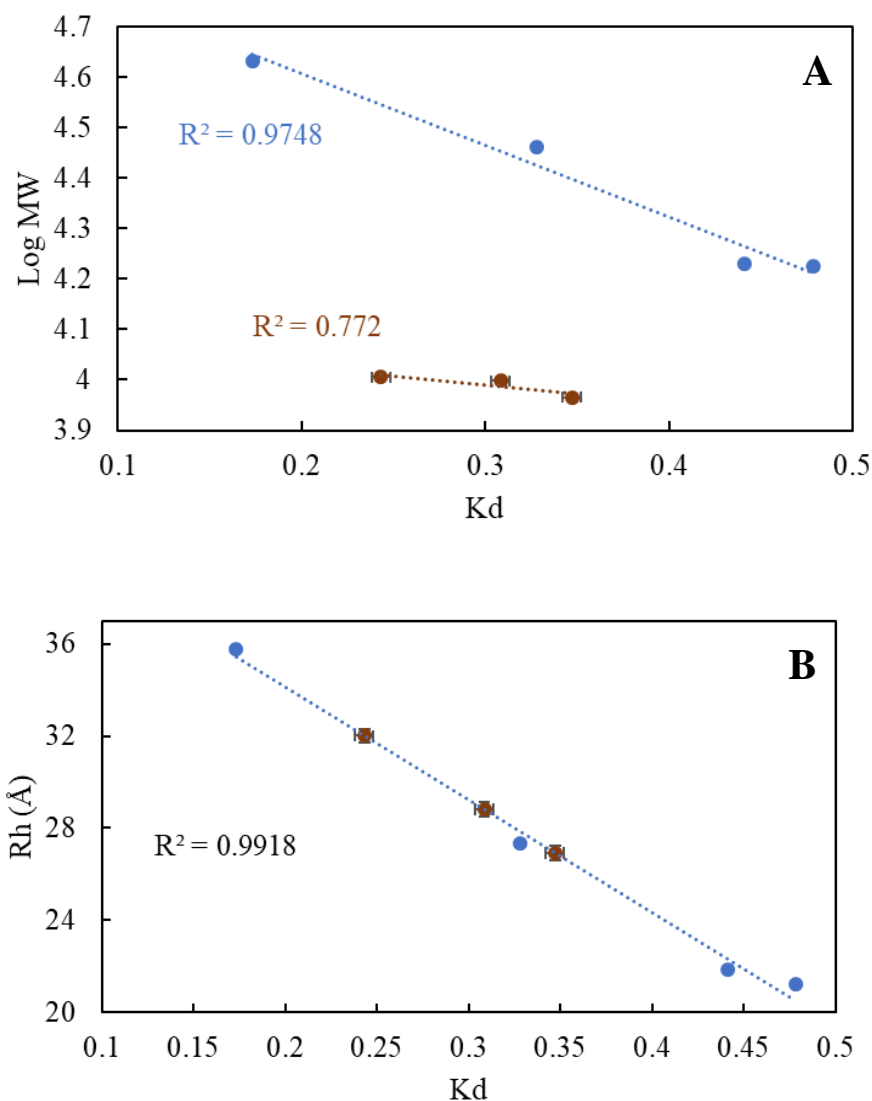 4.7
A
4.6
R² = 0.9748
4.5
4.4
Log MW
4.3
4.2
4.1
R² = 0.772
4
3.9
0.1 0.2 0.3 0.4 0.5
Kd
36
B
32
28
Rh (Å)
R² = 0.9918
24
20
0.1 0.15 0.2 0.25 0.3 0.35 0.4 0.45 0.5
Kd